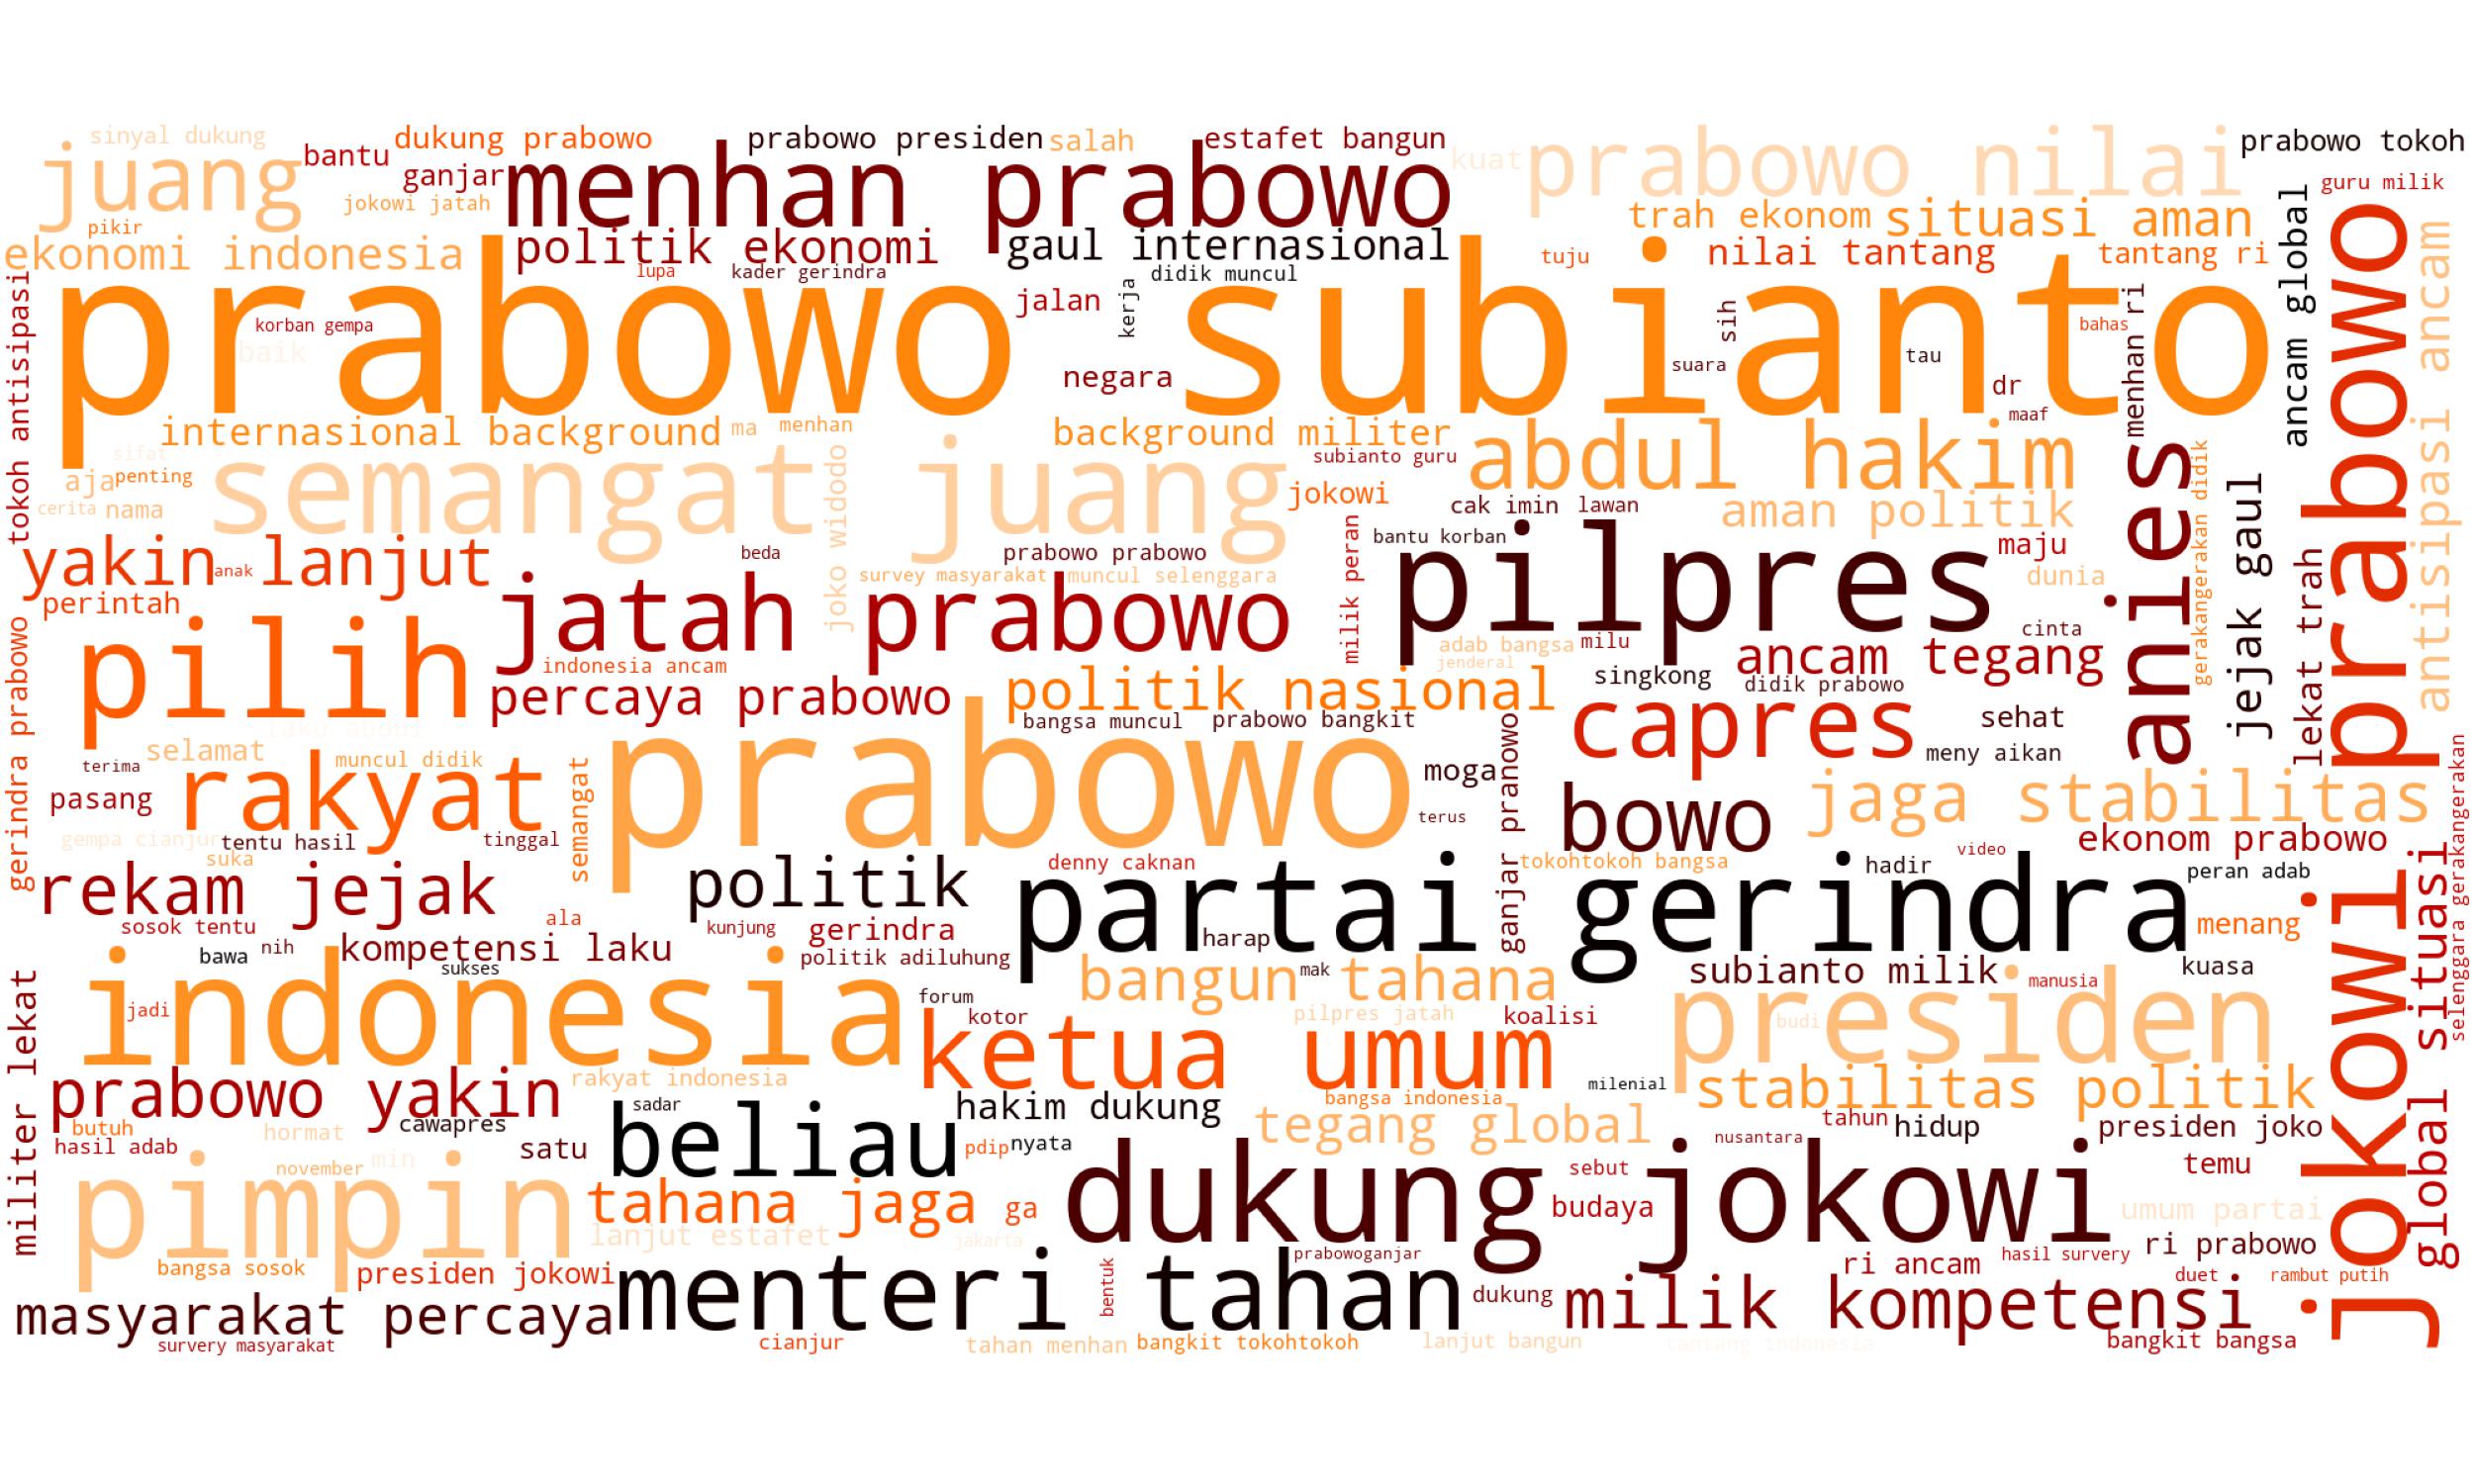 sinyal dukung
juang
bantu
dukung prabowo
ganjar
jokowi jatah
menhan prabowo
prabowo presiden
salah
estafet bangun
kuat
prabowo nilai
prabowo tokoh
guru milik
pikir
ekonomi indonesia
politik ekonomi
gaul internasional
trah ekonom
situasi aman
nilai tantang
tantang ri
tuju
lupa
kader gerindra
didik muncul
prabowo subianto
korban gempa
baik
jalan
kerja
negara
sih
suara
tau
dr
bahas
maaf
menhan ri
ancam global
prabowo
antisipasi ancam
tokoh antisipasi
internasional background
ma
menhan
background militer
abdul hakim
sifat
aja
penting
cerita
nama
semangat juang
joko widodo
subianto guru
jokowi
cak imin
lawan
aman politik
gerakangerakan didik
anies
jejak gaul
lekat trah
yakin
anak
lanjut
perintah
beda
prabowo prabowo
survey masyarakat
muncul selenggara
milik peran
bantu korban
pilpres
maju
dunia
cinta
jatah prabowo
adab bangsa
milu
jenderal
ancam tegang
singkong
didik prabowo
gerindra prabowo
pilih
indonesia ancam
percaya prabowo
politik nasional
bangsa muncul
prabowo bangkit
capres
sehat
meny aikan
laku budui
selamat
muncul didik
terima
rakyat
pasang
semangat
prabowo
moga
terus
ganjar pranowo
bowo
jaga stabilitas
ekonom prabowo
selenggara gerakangerakan
gempa cianjur
tentu hasil
tinggal
suka
rekam jejak
sosok tentu
ala
politik
denny caknan
kunjung
gerindra
politik adiluhung
partai gerindra
harap
tokohtokoh bangsa
hadir
video
peran adab
menang
kuasa
bawa
nih
kompetensi laku
sukses
militer lekat
indonesia
jadi
forum
kotor
bangun
mak
tahana
subianto milik
manusia
pilpres jatah
koalisi
budi
presiden
ketua umum
jokowi
global situasi
prabowo yakin
rakyat indonesia
sadar
cawapres
butuh
hasil adab
hormat
satu
beliau
hakim dukung
pdip
nyata
bangsa indonesia
milenial
tegang global
stabilitas politik
tahun
hidup
presiden joko
nusantara
temu
november
min
pimpin
tahana jaga
ga
dukung jokowi
sebut
budaya
umum partai
lanjut estafet
jakarta
bangsa sosok
presiden jokowi
prabowoganjar
ri ancam
hasil survery
ri prabowo
duet
rambut putih
masyarakat percaya
menteri tahan
bentuk
dukung
milik kompetensi
survery masyarakat
cianjur
tahan menhan
bangkit tokohtokoh
lanjut bangun
tantang indonesia
bangkit bangsa